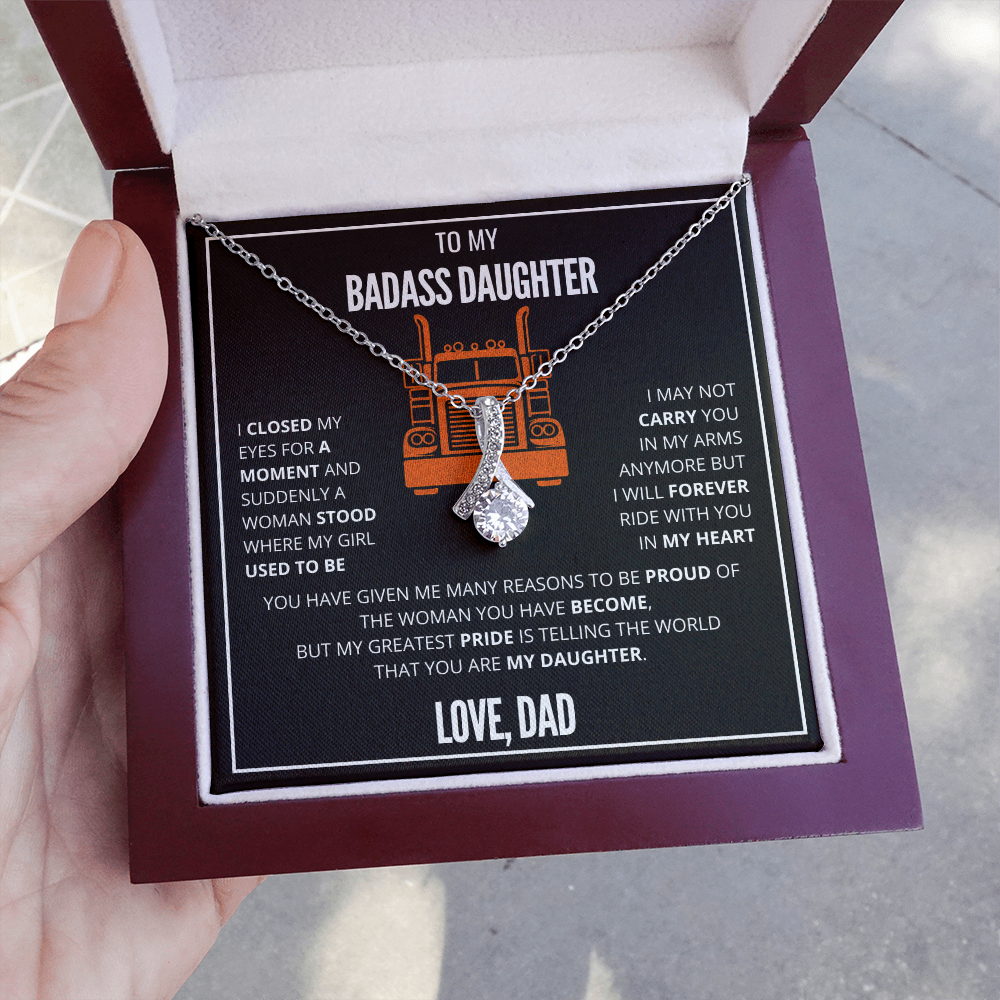 TO MY
BADASS DAUGHTER
I CLOSED MY
EYES FOR A
MOMENT AND
SUDDENLY A
WOMAN STOOD
WHERE MY GIRL
USED TO BE
I MAY NOT
CARRY YOU
IN MY ARMS
ANYMORE BUT
I WILL FOREVER
RIDE WITH YOU
IN MY HEART
YOU HAVE GIVEN ME MANY REASONS TO BE PROUD OF
THE WOMAN YOU HAVE BECOME,
BUT MY GREATEST PRIDE IS TELLING THE WORLD
THAT YOU ARE MY DAUGHTER.
LOVE, DAD